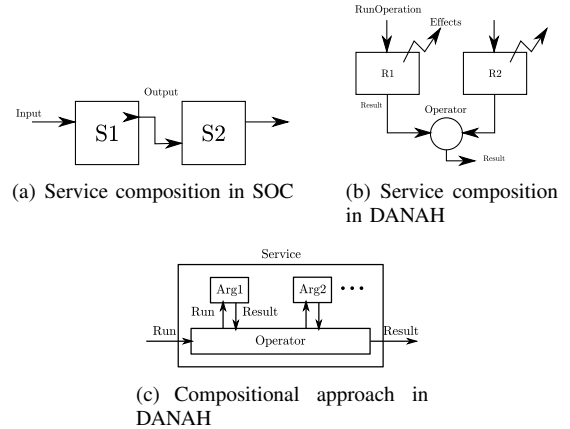 Input
Output
S1
S2
(a) Service composition in SOC
RunOperation
Effects
R1
R2
Result
Operator
Result
(b) Service composition
in DANAH
Service
Arg1
Arg2
Run
Result
Run
Operator
Result
(c) Compositional approach in
DANAH